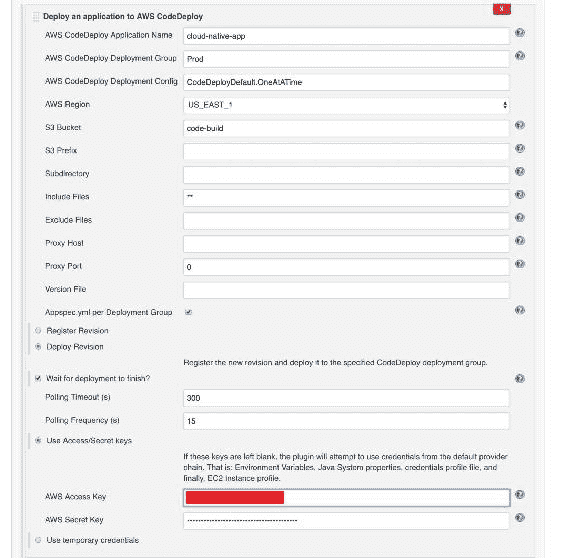 X
Deploy an application to AWS CodeDeploy
AWS CodeDeploy Application Name cloud-native-app
AWS CodeDeploy Deployment Group Prod
AWS CodeDeploy Deployment Config CodeDeployDefault.OneAtATime
AWS Region US_EAST_1
S3 Bucket code-build
S3 Prefix
Subdirectory
Include Files **
Exclude Files
Proxy Host
Proxy Port 0
Version File
Appspec.yml per Deployment Group
Register Revision
Deploy Revision
Register the new revision and deploy it to the specified CodeDeploy deployment group.
Wait for deployment to finish?
Polling Timeout (s) 300
Polling Frequency (s) 15
Use Access/Secret keys
If these keys are left blank, the plugin will attempt to use credentials from the default provider
chain. That is: Environment Variables, Java System properties, credentials profile file, and
finally, EC2 Instance profile.
AWS Access Key
AWS Secret Key
Use temporary credentials